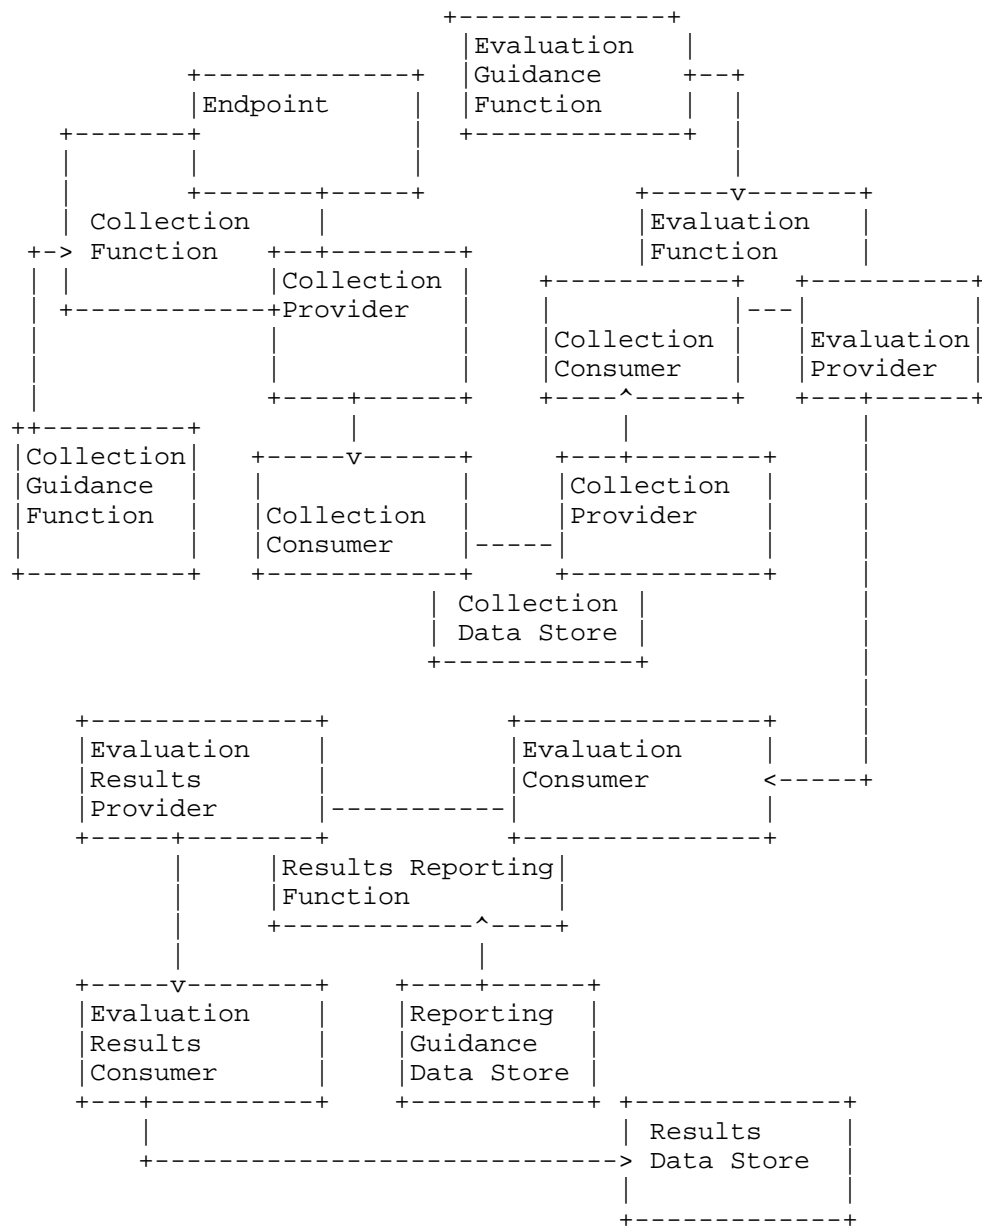 Evaluation
Guidance
Function
Endpoint
Collection
Function
Evaluation
Function
Collection
Provider
Collection
Consumer
Evaluation
Provider
Collection
Guidance
Function
Collection
Consumer
Collection
Provider
Collection
Data Store
Evaluation
Results
Provider
Evaluation
Consumer
Results Reporting
Function
Evaluation
Results
Consumer
Reporting
Guidance
Data Store
Results
Data Store